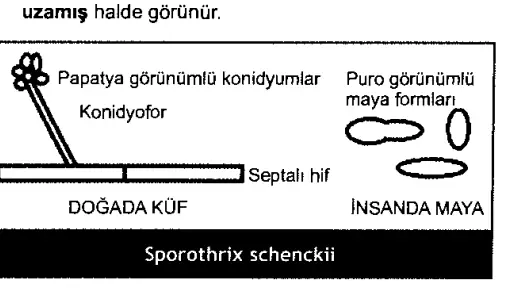 uzamış halde görünür.
Papatya görünümlü konidyumlar
Konidyofor
Puro görünümlü
maya formları
Septalı hif
DOĞADA KÜF
İNSANDA MAYA
Sporothrix schenckii